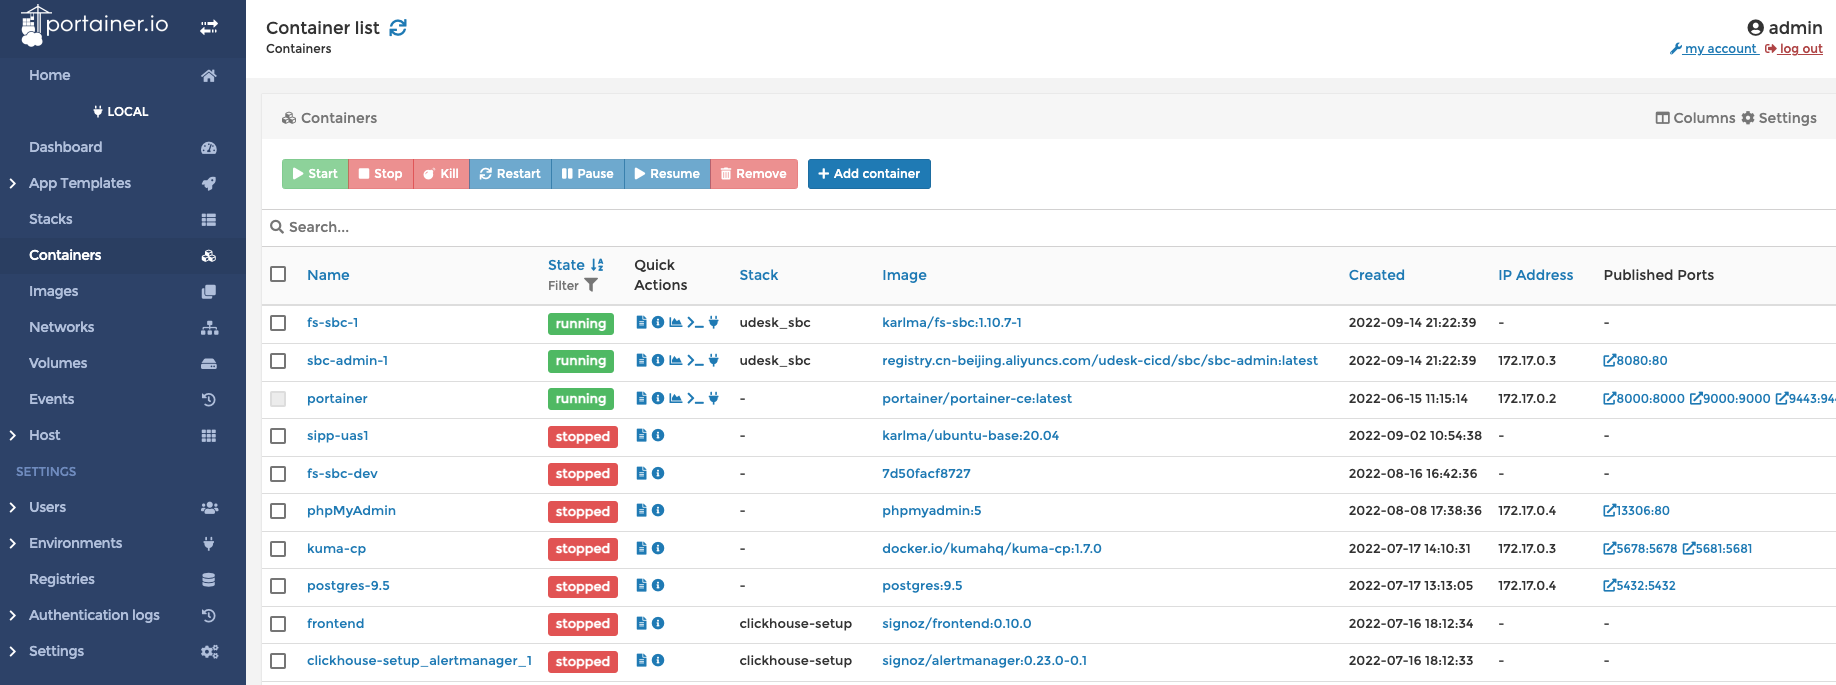 portainer.io
Home
LOCAL
Dashboard
App Templates
Stacks
Containers
Images
Networks
Volumes
Events
Host
SETTINGS
Users
Environments
Registries
Authentication logs
Settings
Container list
Containers
admin
my account log out
Containers
Columns Settings
Start Stop Kill Restart Pause Resume Remove Add container
Search...
Name State Filter Quick Actions Stack Image Created IP Address Published Ports
fs-sbc-1 running udesk_sbc karlma/fs-sbc:1.10.7-1 2022-09-14 21:22:39 - -
sbc-admin-1 running udesk_sbc registry.cn-beijing.aliyuncs.com/udesk-cicd/sbc/sbc-admin:latest 2022-09-14 21:22:39 172.17.0.3 8080:80
portainer running - portainer/portainer-ce:latest 2022-06-15 11:15:14 172.17.0.2 8000:8000 9000:9000 9443:944
sipp-uas1 stopped - karlma/ubuntu-base:20.04 2022-09-02 10:54:38 - -
fs-sbc-dev stopped - 7d50facf8727 2022-08-16 16:42:36 - -
phpMyAdmin stopped - phpmyadmin:5 2022-08-08 17:38:36 172.17.0.4 13306:80
kuma-cp stopped - docker.io/kumahq/kuma-cp:1.7.0 2022-07-17 14:10:31 172.17.0.3 5678:5678 5681:5681
postgres-9.5 stopped - postgres:9.5 2022-07-17 13:13:05 172.17.0.4 5432:5432
frontend stopped clickhouse-setup signoz/frontend:0.10.0 2022-07-16 18:12:34 - -
clickhouse-setup_alertmanager_1 stopped clickhouse-setup signoz/alertmanager:0.23.0-0.1 2022-07-16 18:12:33 - -